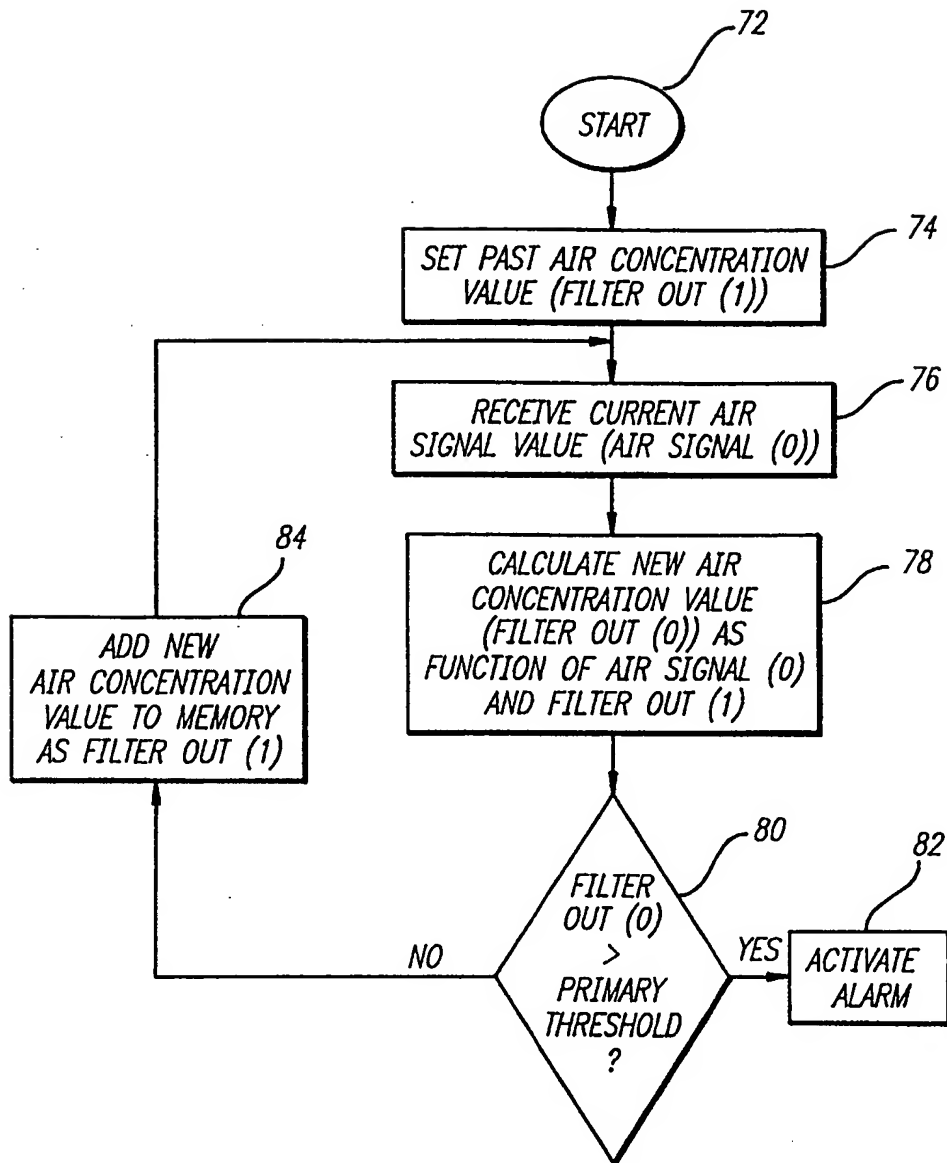 72
START
74
SET PAST AIR CONCENTRATION
VALUE (FILTER OUT (1))
76
RECEIVE CURRENT AIR
SIGNAL VALUE (AIR SIGNAL (0))
84
ADD NEW
AIR CONCENTRATION
VALUE TO MEMORY
AS FILTER OUT (1)
78
CALCULATE NEW AIR
CONCENTRATION VALUE
(FILTER OUT (0)) AS
FUNCTION OF AIR SIGNAL (0)
AND FILTER OUT (1)
80
FILTER
OUT (0)
>
PRIMARY
THRESHOLD
?
NO
YES
82
ACTIVATE
ALARM